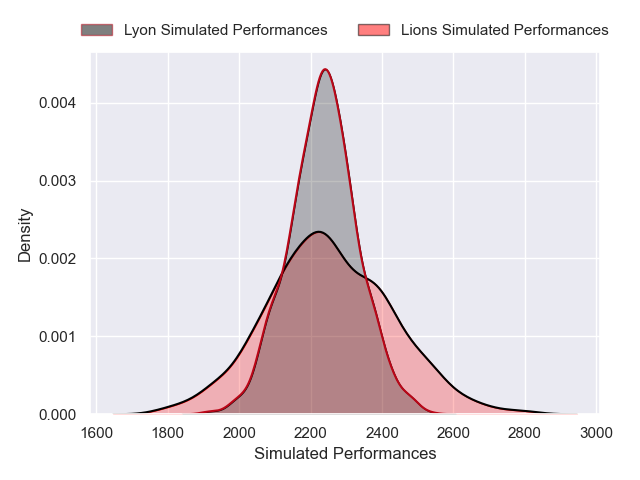 Lyon Simulated Performances Lions Simulated Performances
0.004
0.003
0.002
0.001
0.000
Density
1600 1800 2000 2200 2400 2600 2800 3000
Simulated Performances